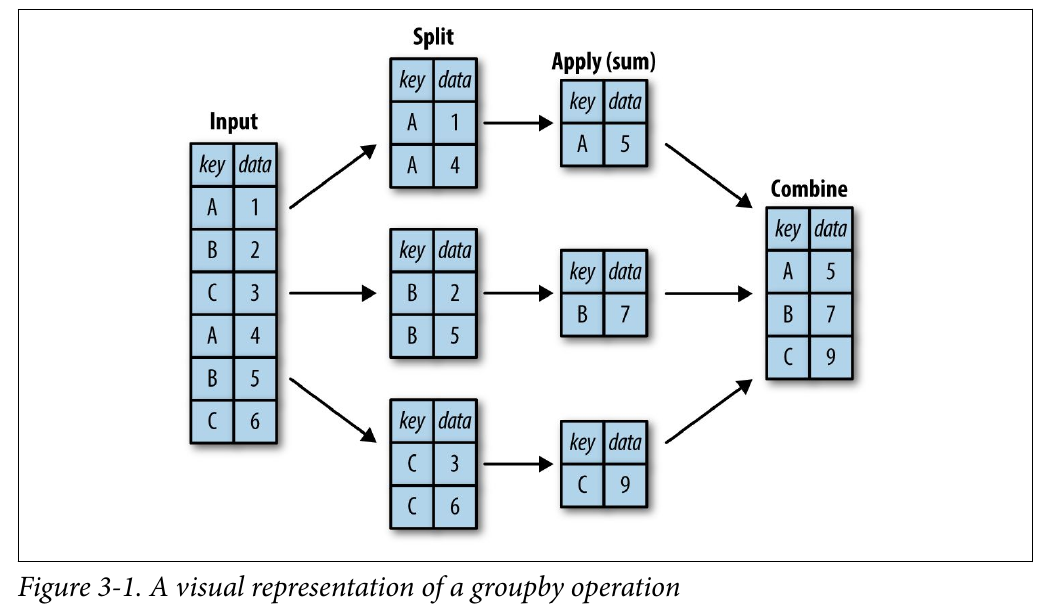 Input
key data
A 1
B 2
C 3
A 4
B 5
C 6
Split
key data
A 1
A 4
key data
B 2
B 5
key data
C 3
C 6
Apply (sum)
key data
A 5
key data
B 7
key data
C 9
Combine
key data
A 5
B 7
C 9
Figure 3-1. A visual representation of a groupby operation